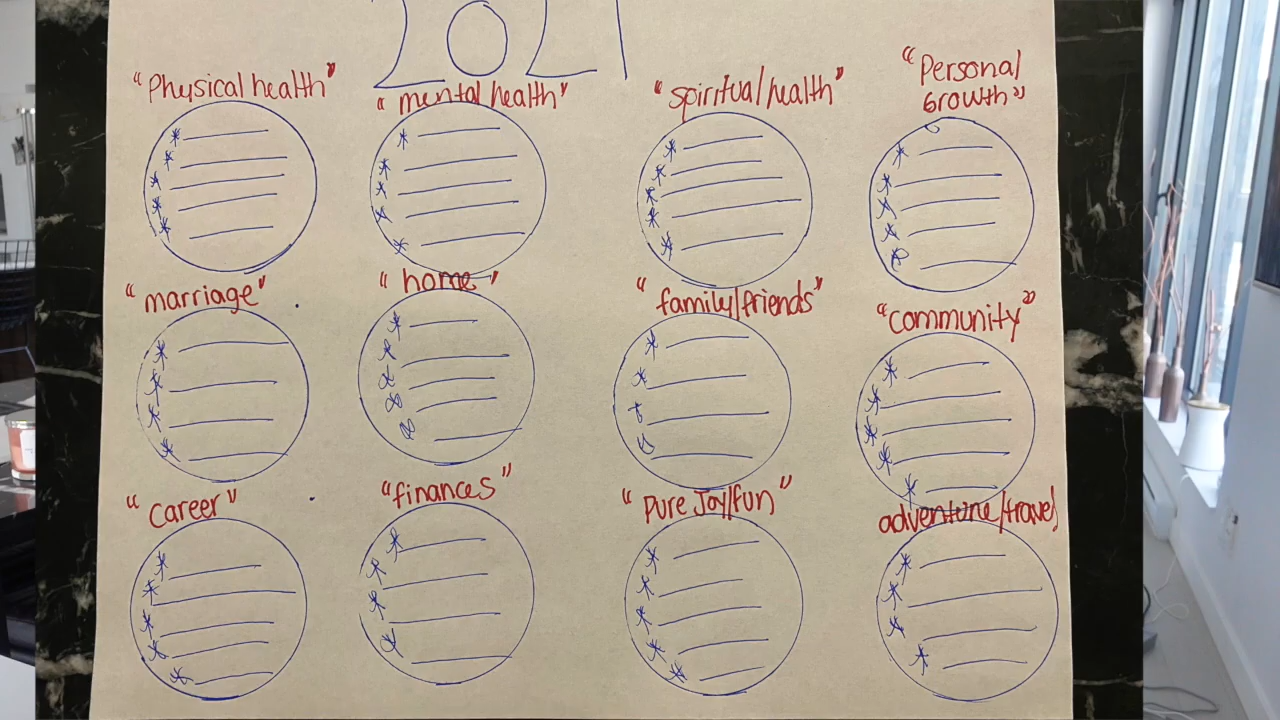 2021
"Physical health"
"mental health"
"spiritual/health"
"Personal
Growth"
"marriage"
"home"
"family/friends"
"Community"
"Career"
"finances"
"Pure Joy/fun"
adventure/travel